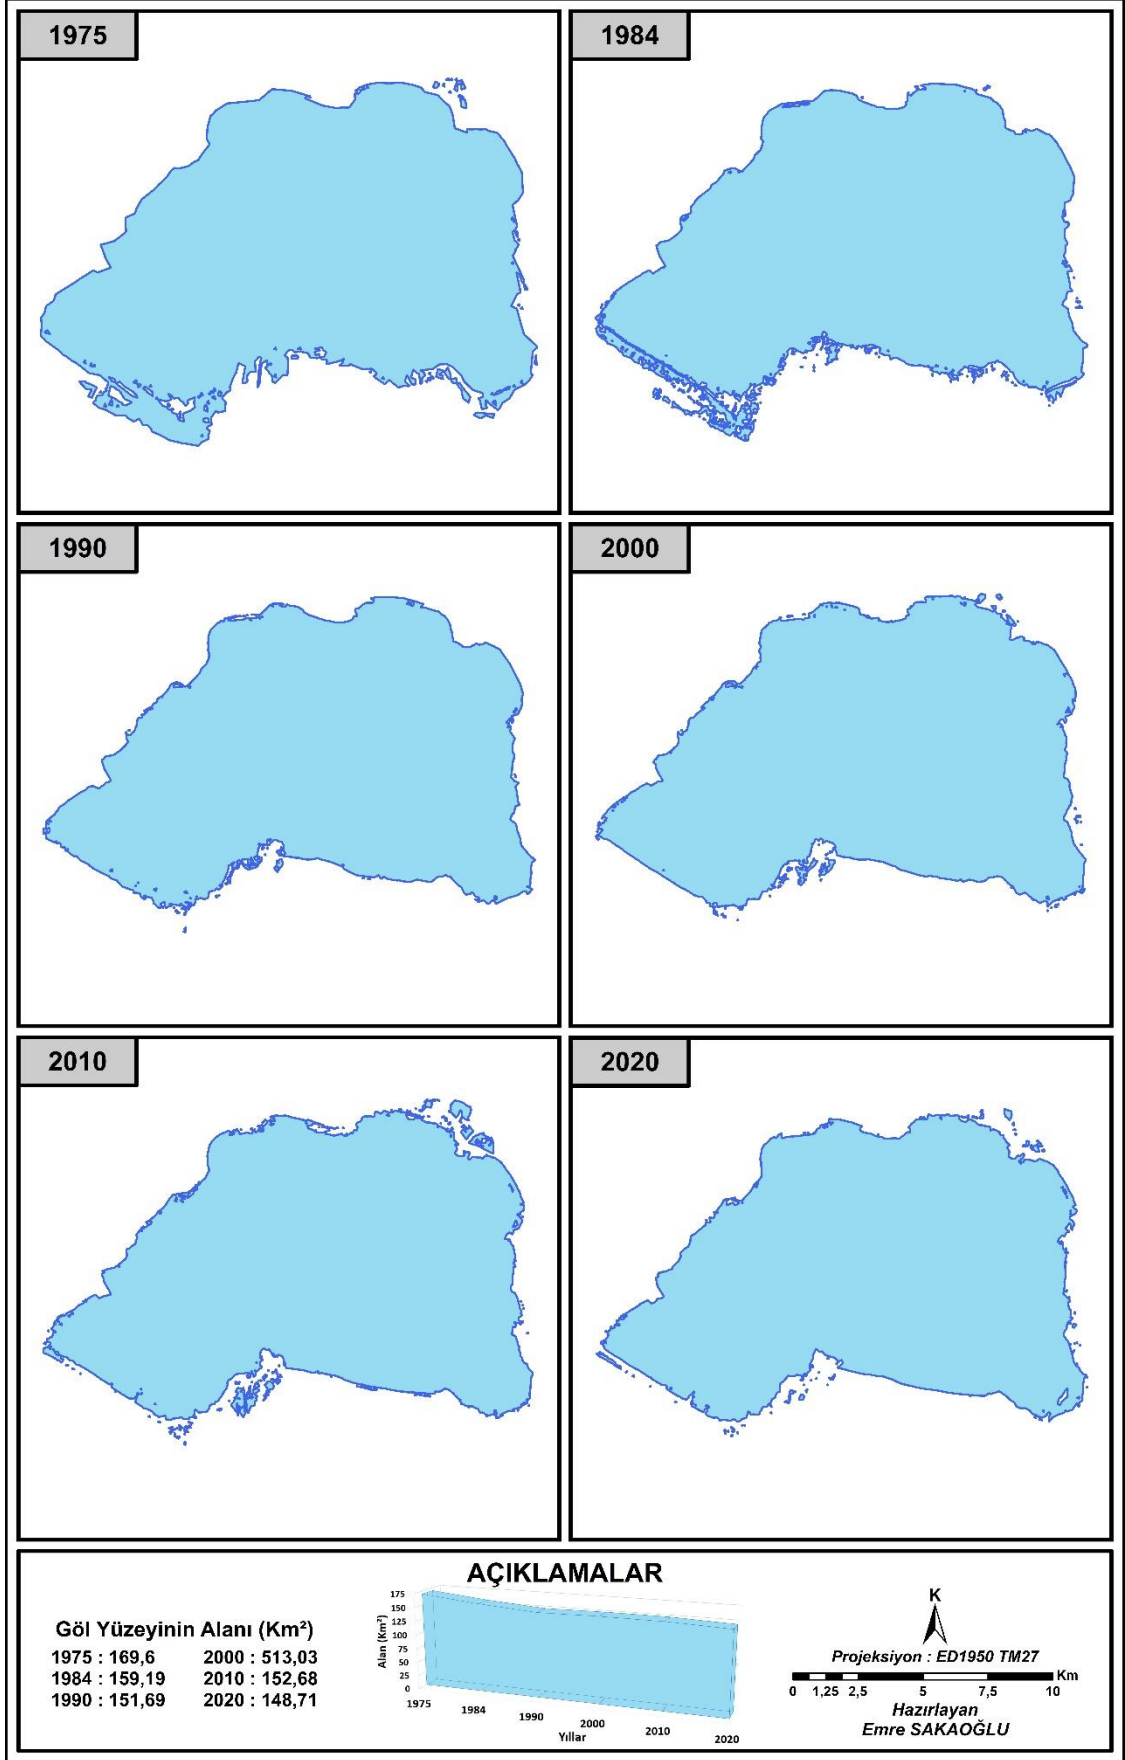 1975
1984
1990
2000
2010
2020
AÇIKLAMALAR
Göl Yüzeyinin Alanı (Km²)
1975 : 169,6 2000 : 513,03
1984 : 159,19 2010 : 152,68
1990 : 151,69 2020 : 148,71
Alan (Km²)
175
150
125
100
75
50
25
0
1975
1984
1990
2000
2010
2020
Yıllar
K
Projeksiyon : ED1950 TM27
Km
0 1,25 2,5 5 7,5 10
Hazırlayan
Emre SAKAOĞLU